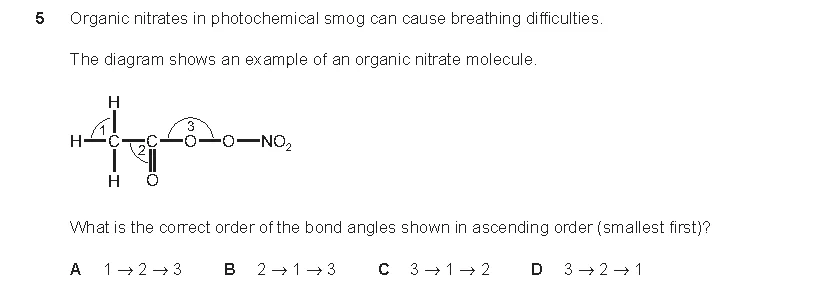 5 Organic nitrates in photochemical smog can cause breathing difficulties.
The diagram shows an example of an organic nitrate molecule.
H
1 3
H C C O O NO2
2
H O
What is the correct order of the bond angles shown in ascending order (smallest first)?
A 1 → 2 → 3 B 2 → 1 → 3 C 3 → 1 → 2 D 3 → 2 → 1